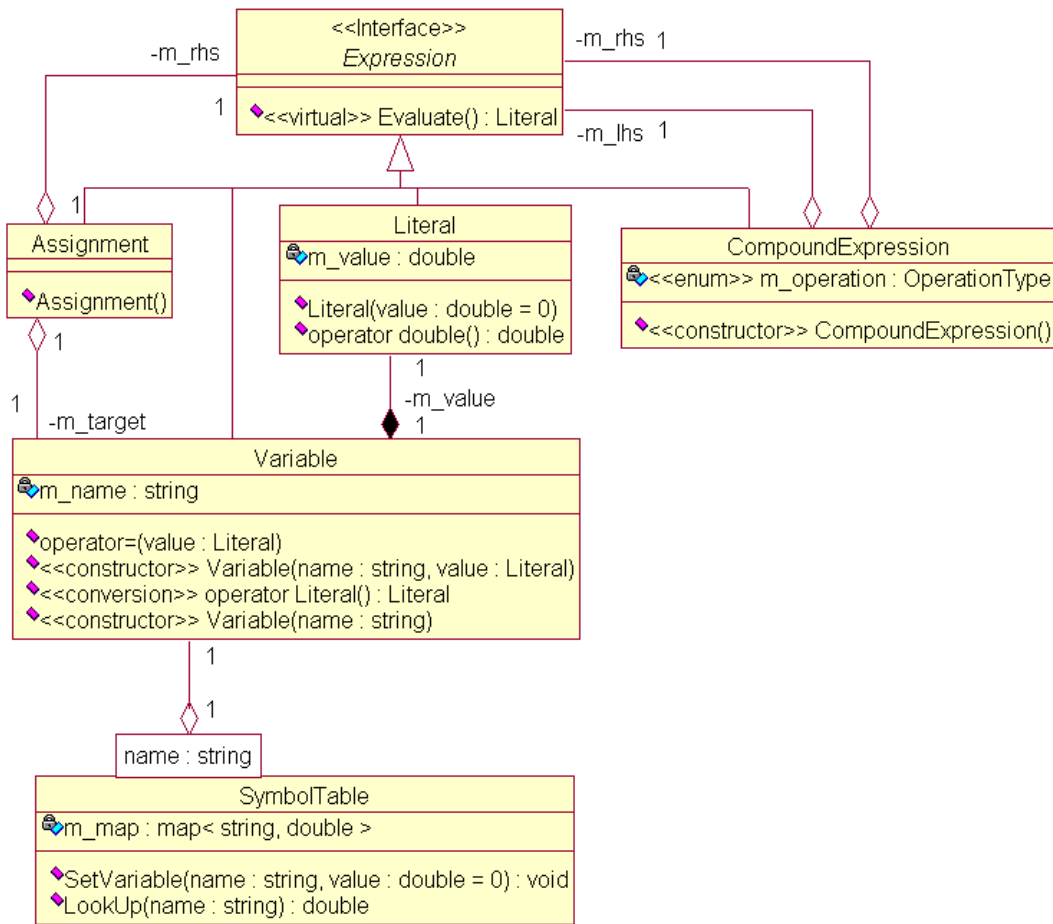 <<Interface>>
Expression
<<virtual>> Evaluate() : Literal
-m_rhs
1
-m_rhs 1
-m_lhs 1
1
Assignment
Assignment()
1
Literal
m_value : double
Literal(value : double = 0)
operator double() : double
1
-m_value
1
CompoundExpression
<<enum>> m_operation : OperationType
<<constructor>> CompoundExpression()
1
-m_target
Variable
m_name : string
operator=(value : Literal)
<<constructor>> Variable(name : string, value : Literal)
<<conversion>> operator Literal() : Literal
<<constructor>> Variable(name : string)
1
1
name : string
SymbolTable
m_map : map< string, double >
SetVariable(name : string, value : double = 0) : void
LookUp(name : string) : double